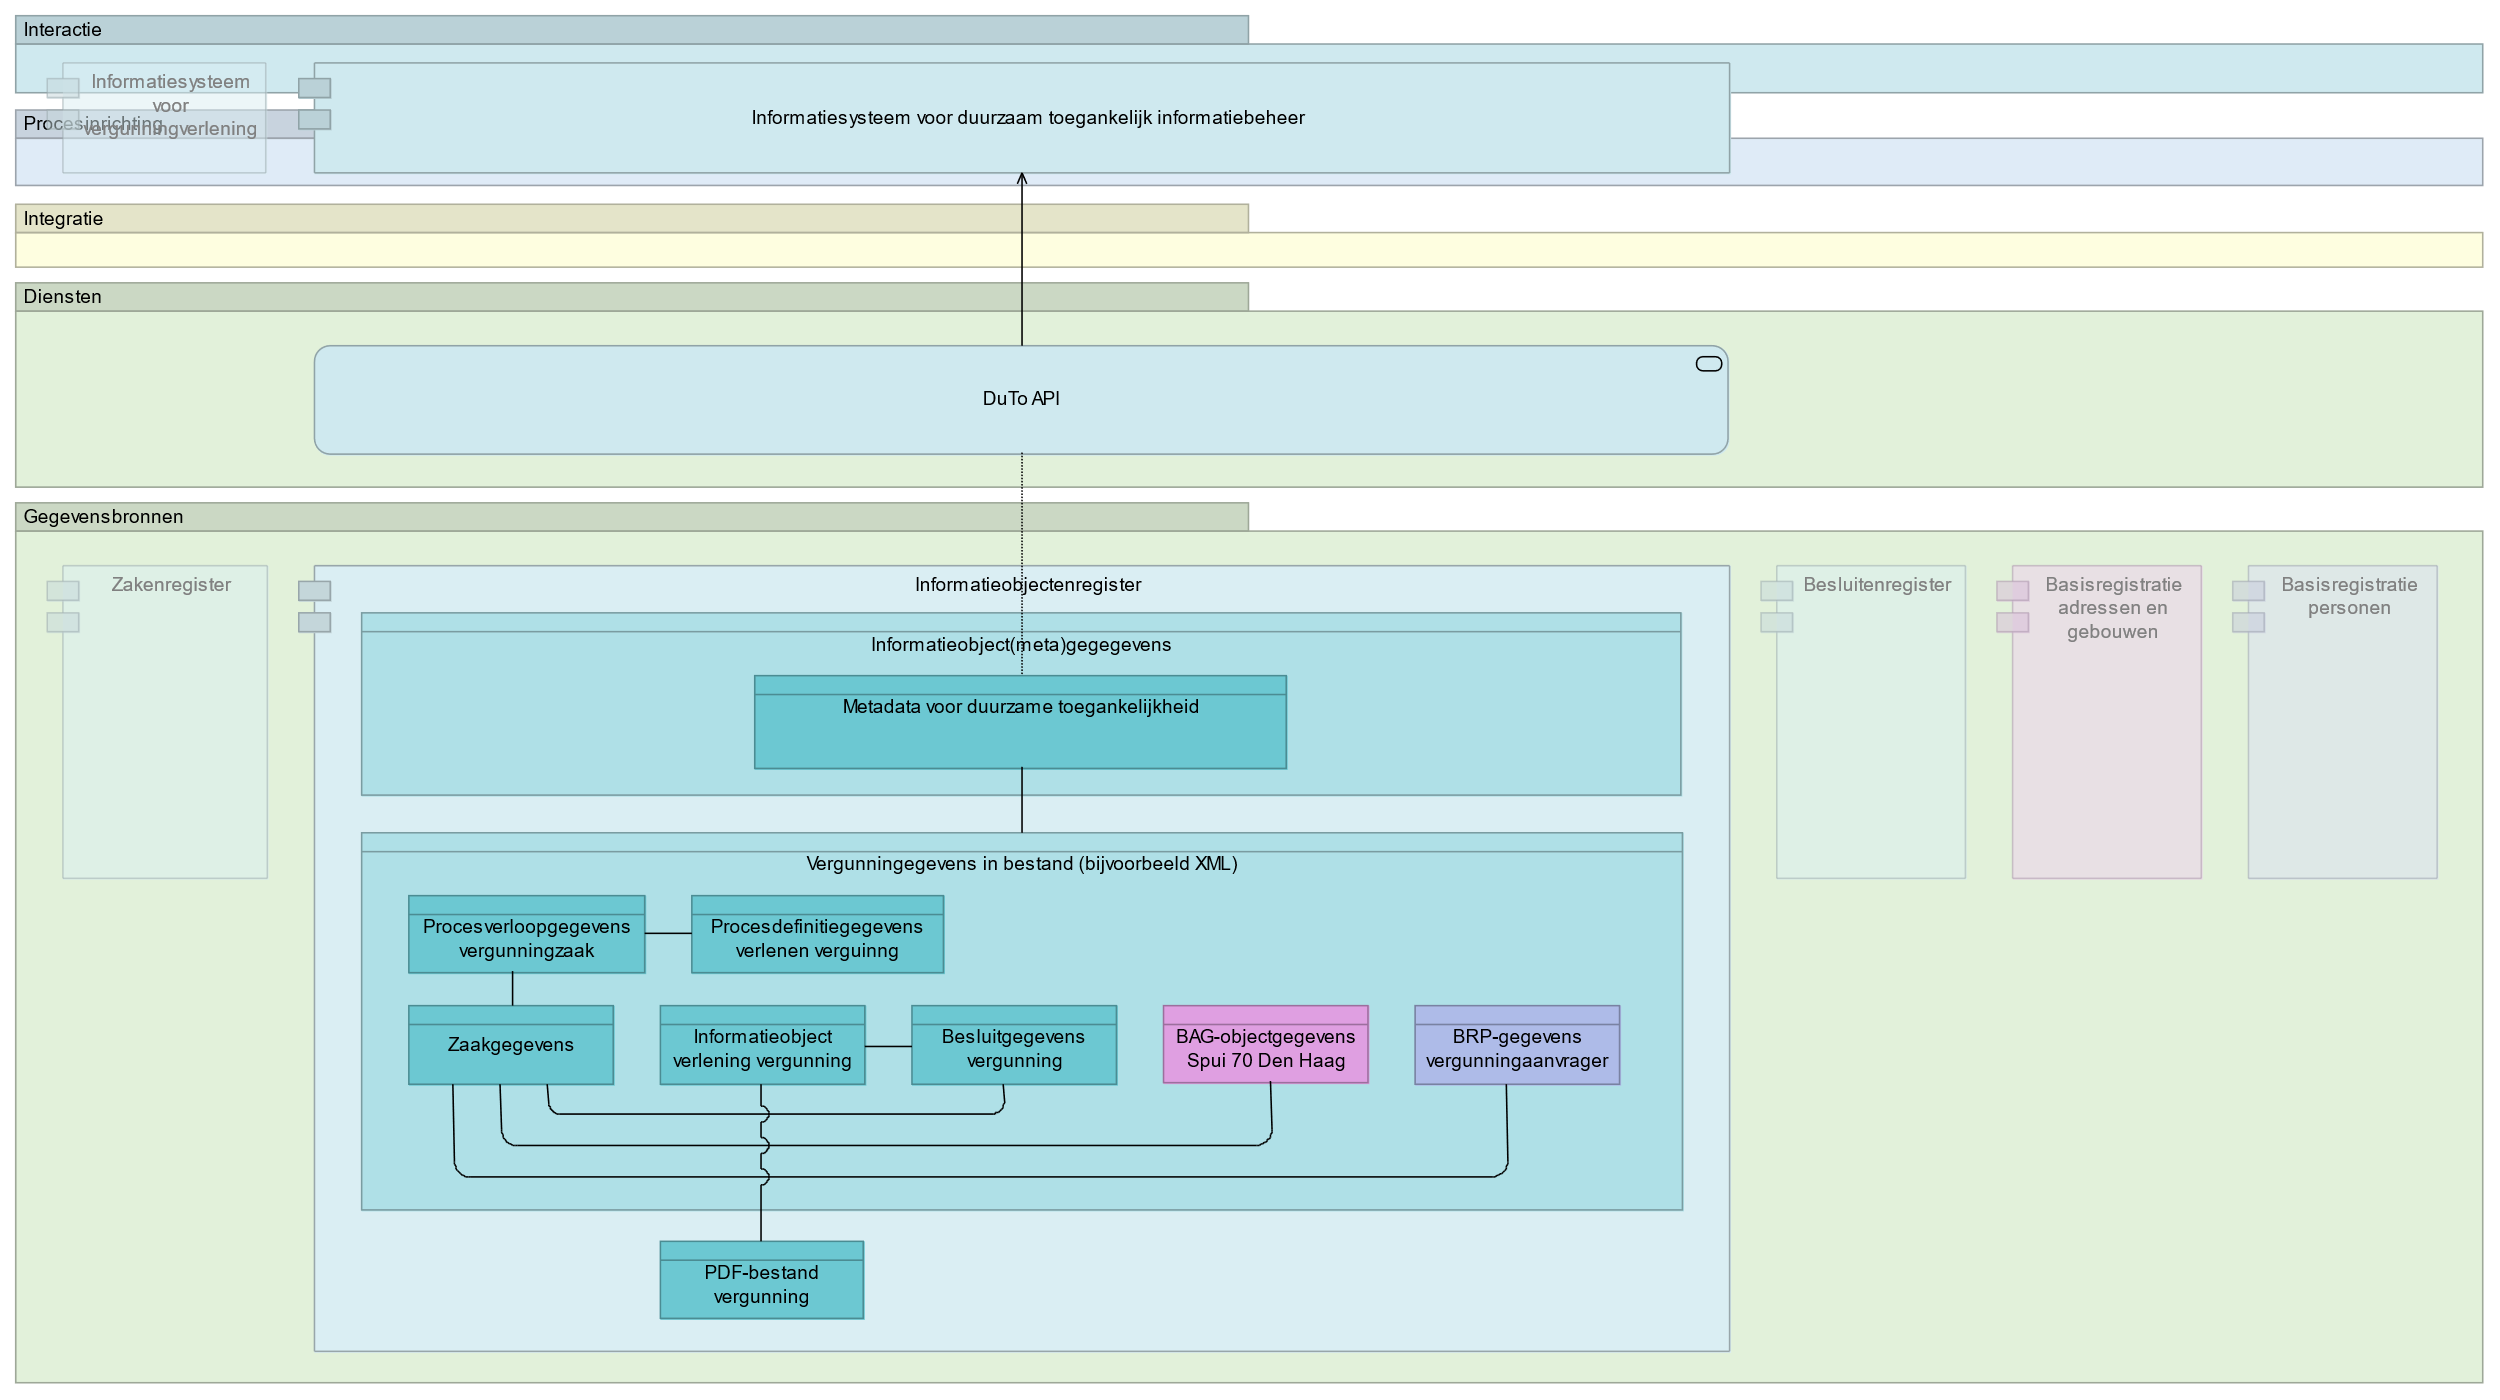 Interactie
Informatiesysteem
voor
vergunningverlening
Informatiesysteem voor duurzaam toegankelijk informatiebeheer
Procesinrichting
Integratie
Diensten
DuTo API
Gegevensbronnen
Zakenregister
Informatieobjectenregister
Besluitenregister
Basisregistratie
adressen en
gebouwen
Basisregistratie
personen
Informatieobject(meta)gegegevens
Metadata voor duurzame toegankelijkheid
Vergunningegevens in bestand (bijvoorbeeld XML)
Procesverloopgegevens
vergunningzaak
Procesdefinitiegegevens
verlenen verguinng
Zaakgegevens
Informatieobject
verlening vergunning
Besluitgegevens
vergunning
BAG-objectgegevens
Spui 70 Den Haag
BRP-gegevens
vergunningaanvrager
PDF-bestand
vergunning